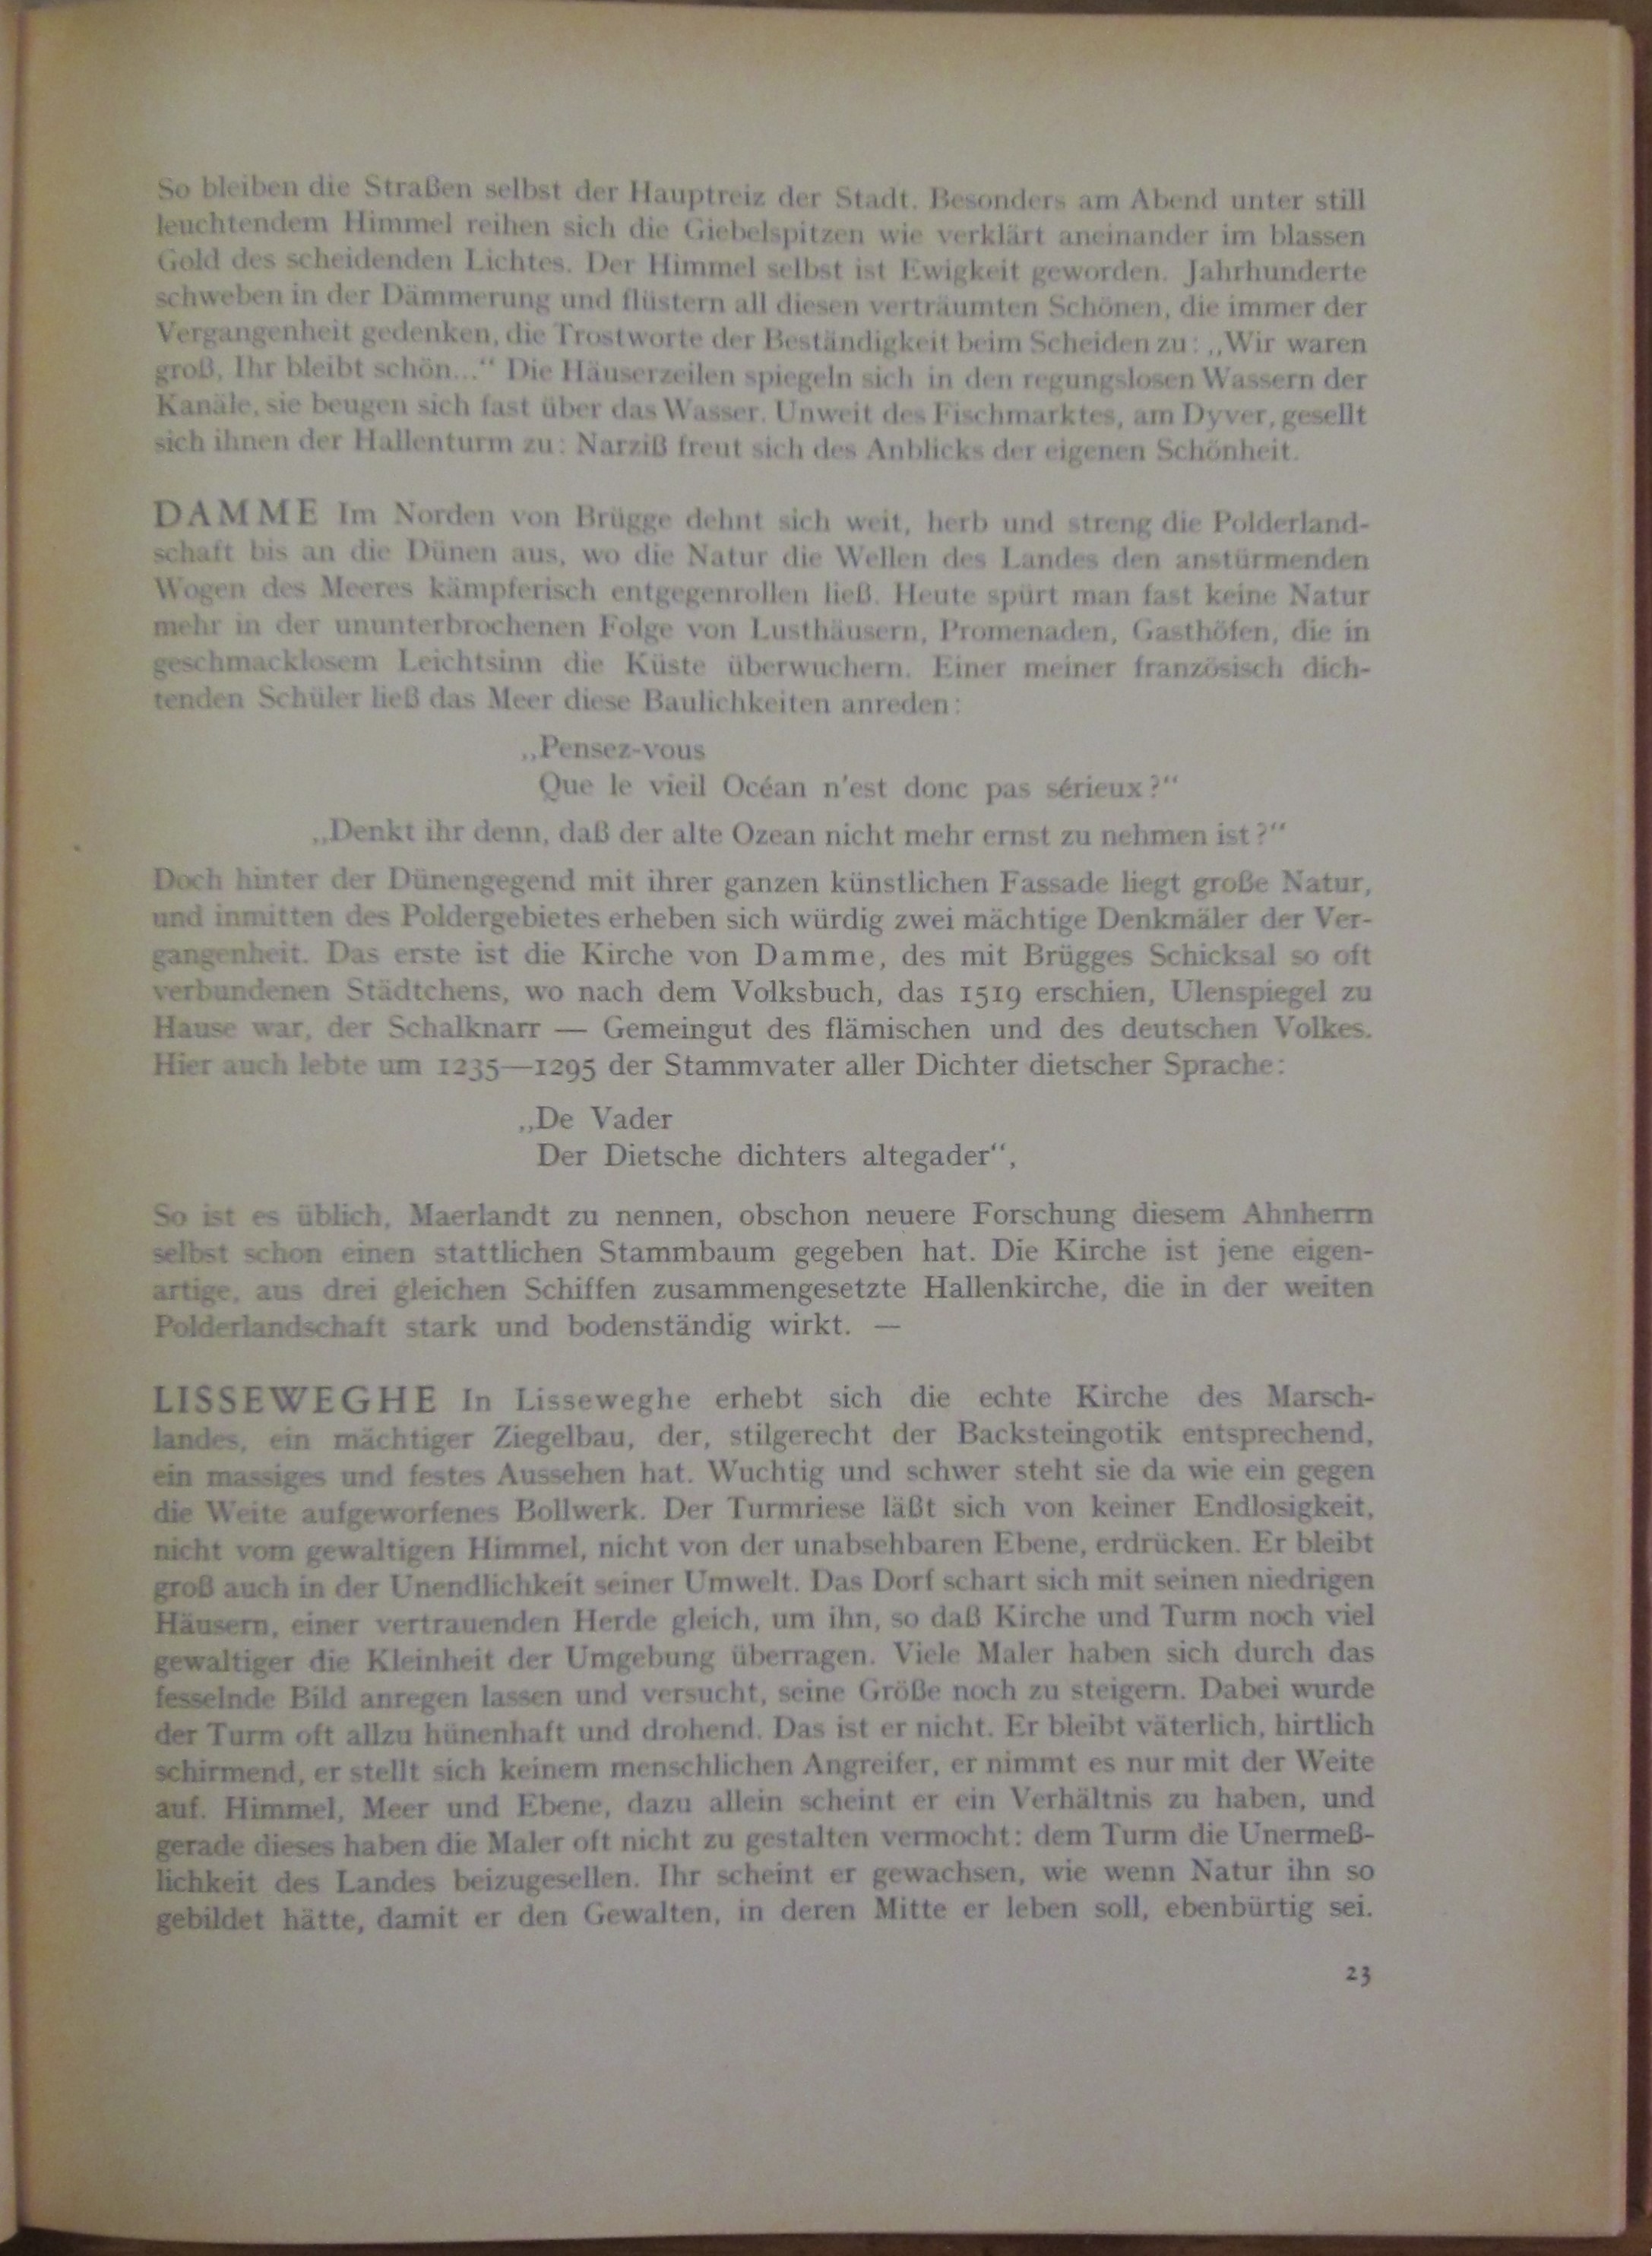 So bleiben die Straßen selbst der Hauptreiz der Stadt. Besonders am Abend unter still
leuchtendem Himmel reihen sich die Giebelspitzen wie verklärt aneinander im blassen
Gold des scheidenden Lichtes. Der Himmel selbst ist Ewigkeit geworden. Jahrhunderte
schweben in der Dämmerung und flüstern all diesen verträumten Schönen, die immer der
Vergangenheit gedenken, die Trostworte der Beständigkeit beim Scheiden zu: „Wir waren
groß, Ihr bleibt schön...“ Die Häuserzeilen spiegeln sich in den regungslosen Wassern der
Kanäle, sie beugen sich fast über das Wasser. Unweit des Fischmarktes, am Dyver, gesellt
sich ihnen der Hallenturm zu: Narziß freut sich des Anblicks der eigenen Schönheit.
DAMME Im Norden von Brügge dehnt sich weit, herb und streng die Polderland-
schaft bis an die Dünen aus, wo die Natur die Wellen des Landes den anstürmenden
Wogen des Meeres kämpferisch entgegenrollen ließ. Heute spürt man fast keine Natur
mehr in der ununterbrochenen Folge von Lusthäusern, Promenaden, Gasthöfen, die in
geschmacklosem Leichtsinn die Küste überwuchern. Einer meiner französisch dich-
tenden Schüler ließ das Meer diese Baulichkeiten anreden:
„Pensez-vous
Que le vieil Océan n'est donc pas sérieux?“
„Denkt ihr denn, daß der alte Ozean nicht mehr ernst zu nehmen ist?“
Doch hinter der Dünengegend mit ihrer ganzen künstlichen Fassade liegt große Natur,
und inmitten des Poldergebietes erheben sich würdig zwei mächtige Denkmäler der Ver-
gangenheit. Das erste ist die Kirche von Damme, des mit Brügges Schicksal so oft
verbundenen Städtchens, wo nach dem Volksbuch, das 1519 erschien, Ulenspiegel zu
Hause war, der Schalknarr — Gemeingut des flämischen und des deutschen Volkes.
Hier auch lebte um 1235—1295 der Stammvater aller Dichter dietscher Sprache:
„De Vader
Der Dietsche dichters altegader“,
So ist es üblich, Maerlandt zu nennen, obschon neuere Forschung diesem Ahnherrn
selbst schon einen stattlichen Stammbaum gegeben hat. Die Kirche ist jene eigen-
artige, aus drei gleichen Schiffen zusammengesetzte Hallenkirche, die in der weiten
Polderlandschaft stark und bodenständig wirkt. —
LISSEWEGHE In Lisseweghe erhebt sich die echte Kirche des Marsch-
landes, ein mächtiger Ziegelbau, der, stilgerecht der Backsteingotik entsprechend,
ein massiges und festes Aussehen hat. Wuchtig und schwer steht sie da wie ein gegen
die Weite aufgeworfenes Bollwerk. Der Turmriese läßt sich von keiner Endlosigkeit,
nicht vom gewaltigen Himmel, nicht von der unabsehbaren Ebene, erdrücken. Er bleibt
groß auch in der Unendlichkeit seiner Umwelt. Das Dorf schart sich mit seinen niedrigen
Häusern, einer vertrauenden Herde gleich, um ihn, so daß Kirche und Turm noch viel
gewaltiger die Kleinheit der Umgebung überragen. Viele Maler haben sich durch das
fesselnde Bild anregen lassen und versucht, seine Größe noch zu steigern. Dabei wurde
der Turm oft allzu hünenhaft und drohend. Das ist er nicht. Er bleibt väterlich, hirtlich
schirmend, er stellt sich keinem menschlichen Angreifer, er nimmt es nur mit der Weite
auf. Himmel, Meer und Ebene, dazu allein scheint er ein Verhältnis zu haben, und
gerade dieses haben die Maler oft nicht zu gestalten vermocht: dem Turm die Unermeß-
lichkeit des Landes beizugesellen. Ihr scheint er gewachsen, wie wenn Natur ihn so
gebildet hätte, damit er den Gewalten, in deren Mitte er leben soll, ebenbürtig sei.
23